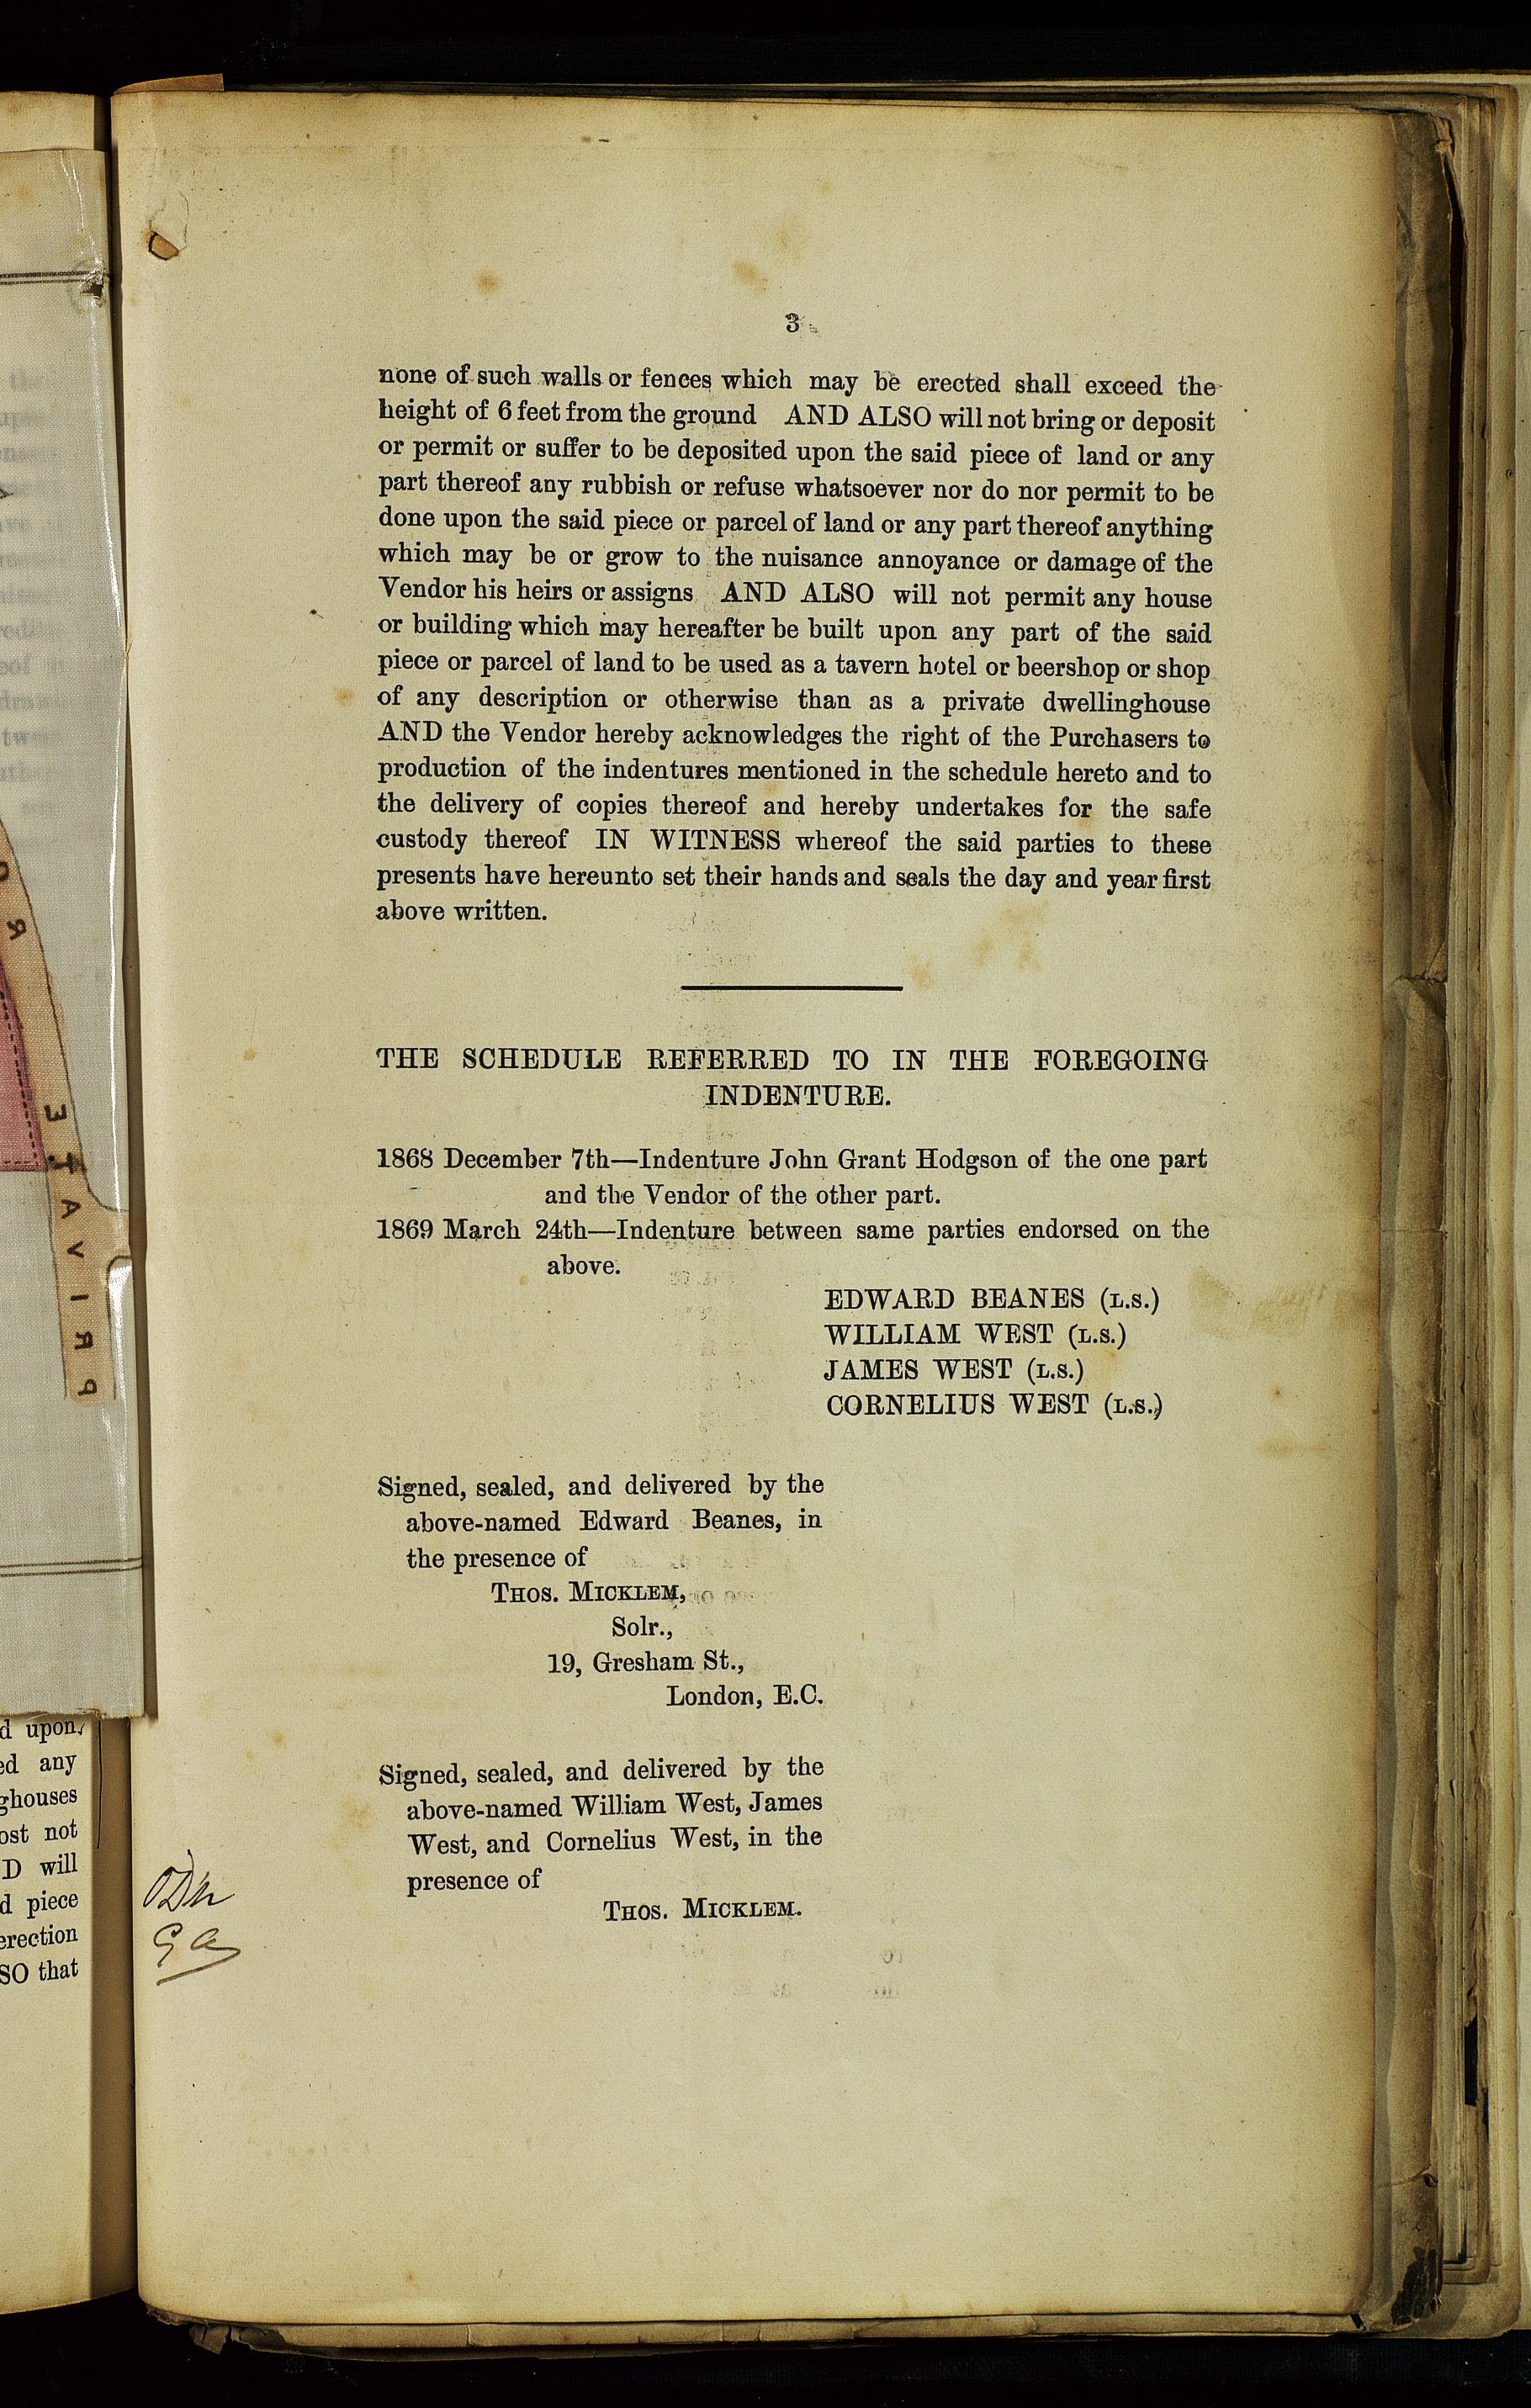 3
none of such walls or fences which may be erected shall exceed the
height of 6 feet from the ground AND ALSO will not bring or deposit
or permit or suffer to be deposited upon the said piece of land or any
part thereof any rubbish or refuse whatsoever nor do nor permit to be
done upon the said piece or parcel of land or any part thereof anything
which may be or grow to the nuisance annoyance or damage of the
Vendor his heirs or assigns AND ALSO will not permit any house
or building which may hereafter be built upon any part of the said
piece or parcel of land to be used as a tavern hotel or beershop or shop
of any description or otherwise than as a private dwellinghouse
AND the Vendor hereby acknowledges the right of the Purchasers to
production of the indentures mentioned in the schedule hereto and to
the delivery of copies thereof and hereby undertakes for the safe
custody thereof IN WITNESS whereof the said parties to these
presents have hereunto set their hands and seals the day and year first
above written.
THE SCHEDULE REFERRED TO IN THE FOREGOING
INDENTURE.
1868 December 7th—Indenture John Grant Hodgson of the one part
and the Vendor of the other part.
1869 March 24th—Indenture between same parties endorsed on the
above.
EDWARD BEANES (L.S.)
WILLIAM WEST (L.S.)
JAMES WEST (L.S.)
CORNELIUS WEST (L.S.)
Signed, sealed, and delivered by the
above-named Edward Beanes, in
the presence of
THOS. MICKLEM,
Solr.,
19, Gresham St.,
London, E.C.
Signed, sealed, and delivered by the
above-named William West, James
West, and Cornelius West, in the
presence of
THOS. MICKLEM.
upon
any
not
will
piece
that